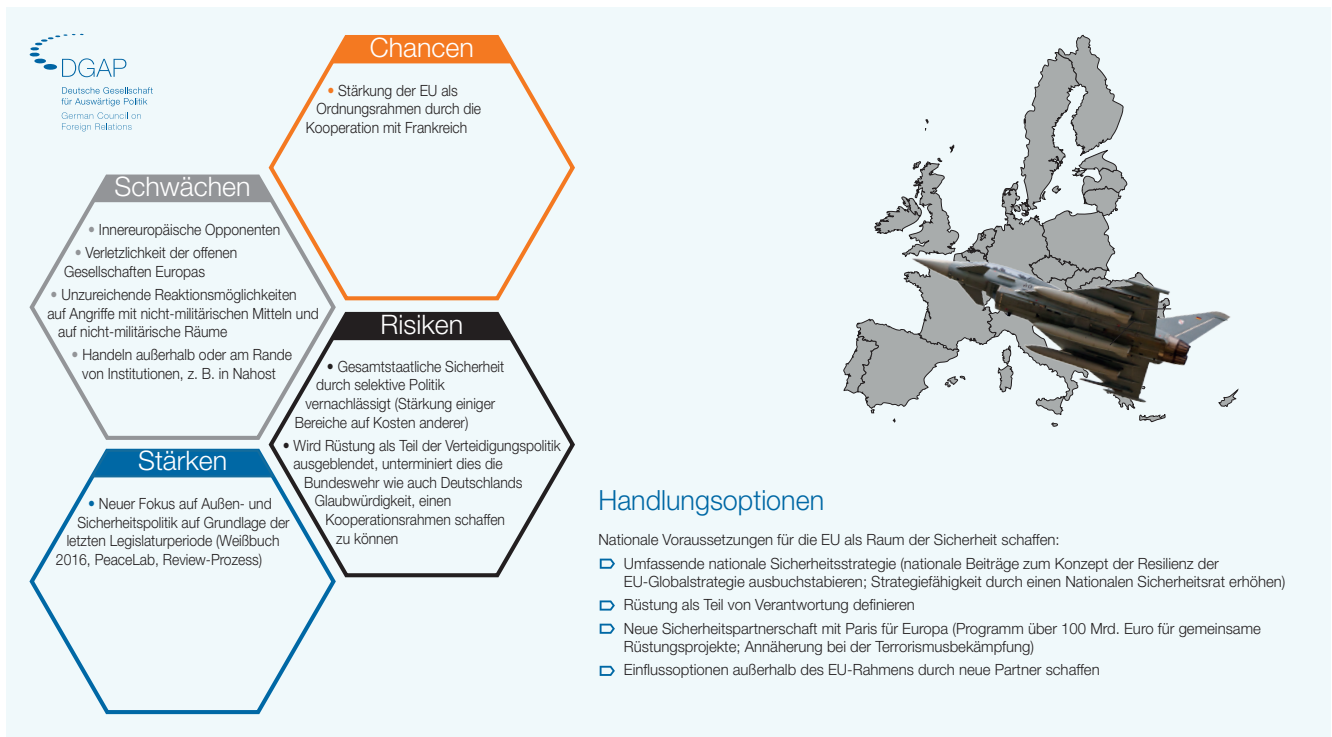 DGAP
Deutsche Gesellschaft
für Auswärtige Politik
German Council on
Foreign Relations
Chancen
• Stärkung der EU als
Ordnungsrahmen durch die
Kooperation mit Frankreich
Schwächen
• Innereuropäische Opponenten
• Verletzlichkeit der offenen
Gesellschaften Europas
• Unzureichende Reaktionsmöglichkeiten
auf Angriffe mit nicht-militärischen Mitteln und
auf nicht-militärische Räume
• Handeln außerhalb oder am Rande
von Institutionen, z. B. in Nahost
Risiken
• Gesamtstaatliche Sicherheit
durch selektive Politik
vernachlässigt (Stärkung einiger
Bereiche auf Kosten anderer)
• Wird Rüstung als Teil der Verteidigungspolitik
ausgeblendet, unterminiert dies die
Bundeswehr wie auch Deutschlands
Glaubwürdigkeit, einen
Kooperationsrahmen schaffen
zu können
Stärken
• Neuer Fokus auf Außen- und
Sicherheitspolitik auf Grundlage der
letzten Legislaturperiode (Weißbuch
2016, PeaceLab, Review-Prozess)
Handlungsoptionen
Nationale Voraussetzungen für die EU als Raum der Sicherheit schaffen:
Umfassende nationale Sicherheitsstrategie (nationale Beiträge zum Konzept der Resilienz der
EU-Globalstrategie ausbuchstabieren; Strategiefähigkeit durch einen Nationalen Sicherheitsrat erhöhen)
Rüstung als Teil von Verantwortung definieren
Neue Sicherheitspartnerschaft mit Paris für Europa (Programm über 100 Mrd. Euro für gemeinsame
Rüstungsprojekte; Annäherung bei der Terrorismusbekämpfung)
Einflussoptionen außerhalb des EU-Rahmens durch neue Partner schaffen